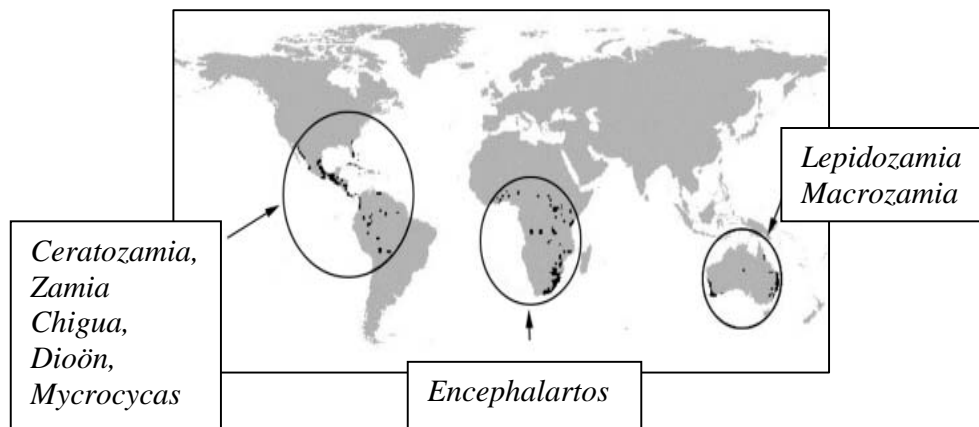 Lepidozamia
Macrozamia
Ceratozamia,
Zamia
Chigua,
Dioön,
Mycrocycas
Encephalartos